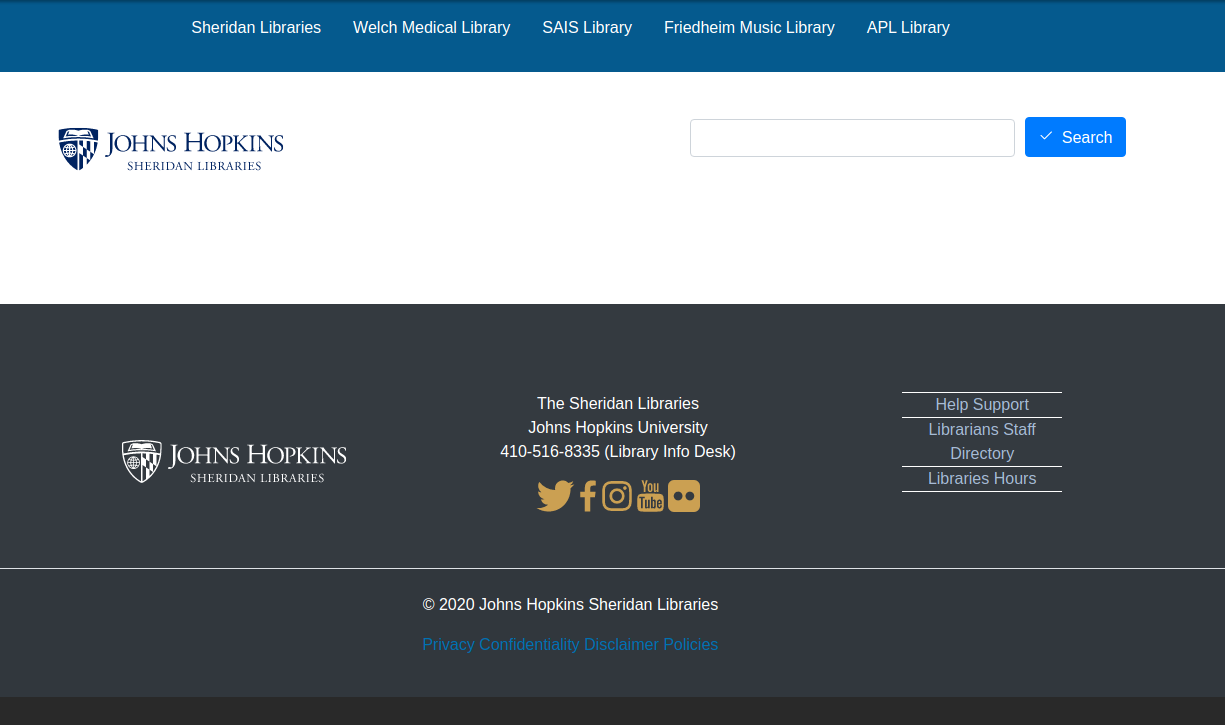 Sheridan Libraries Welch Medical Library SAIS Library Friedheim Music Library APL Library
JOHNS HOPKINS
SHERIDAN LIBRARIES
Search
JOHNS HOPKINS
SHERIDAN LIBRARIES
The Sheridan Libraries
Johns Hopkins University
410-516-8335 (Library Info Desk)
You
Tube
Help Support
Librarians Staff
Directory
Libraries Hours
© 2020 Johns Hopkins Sheridan Libraries
Privacy Confidentiality Disclaimer Policies